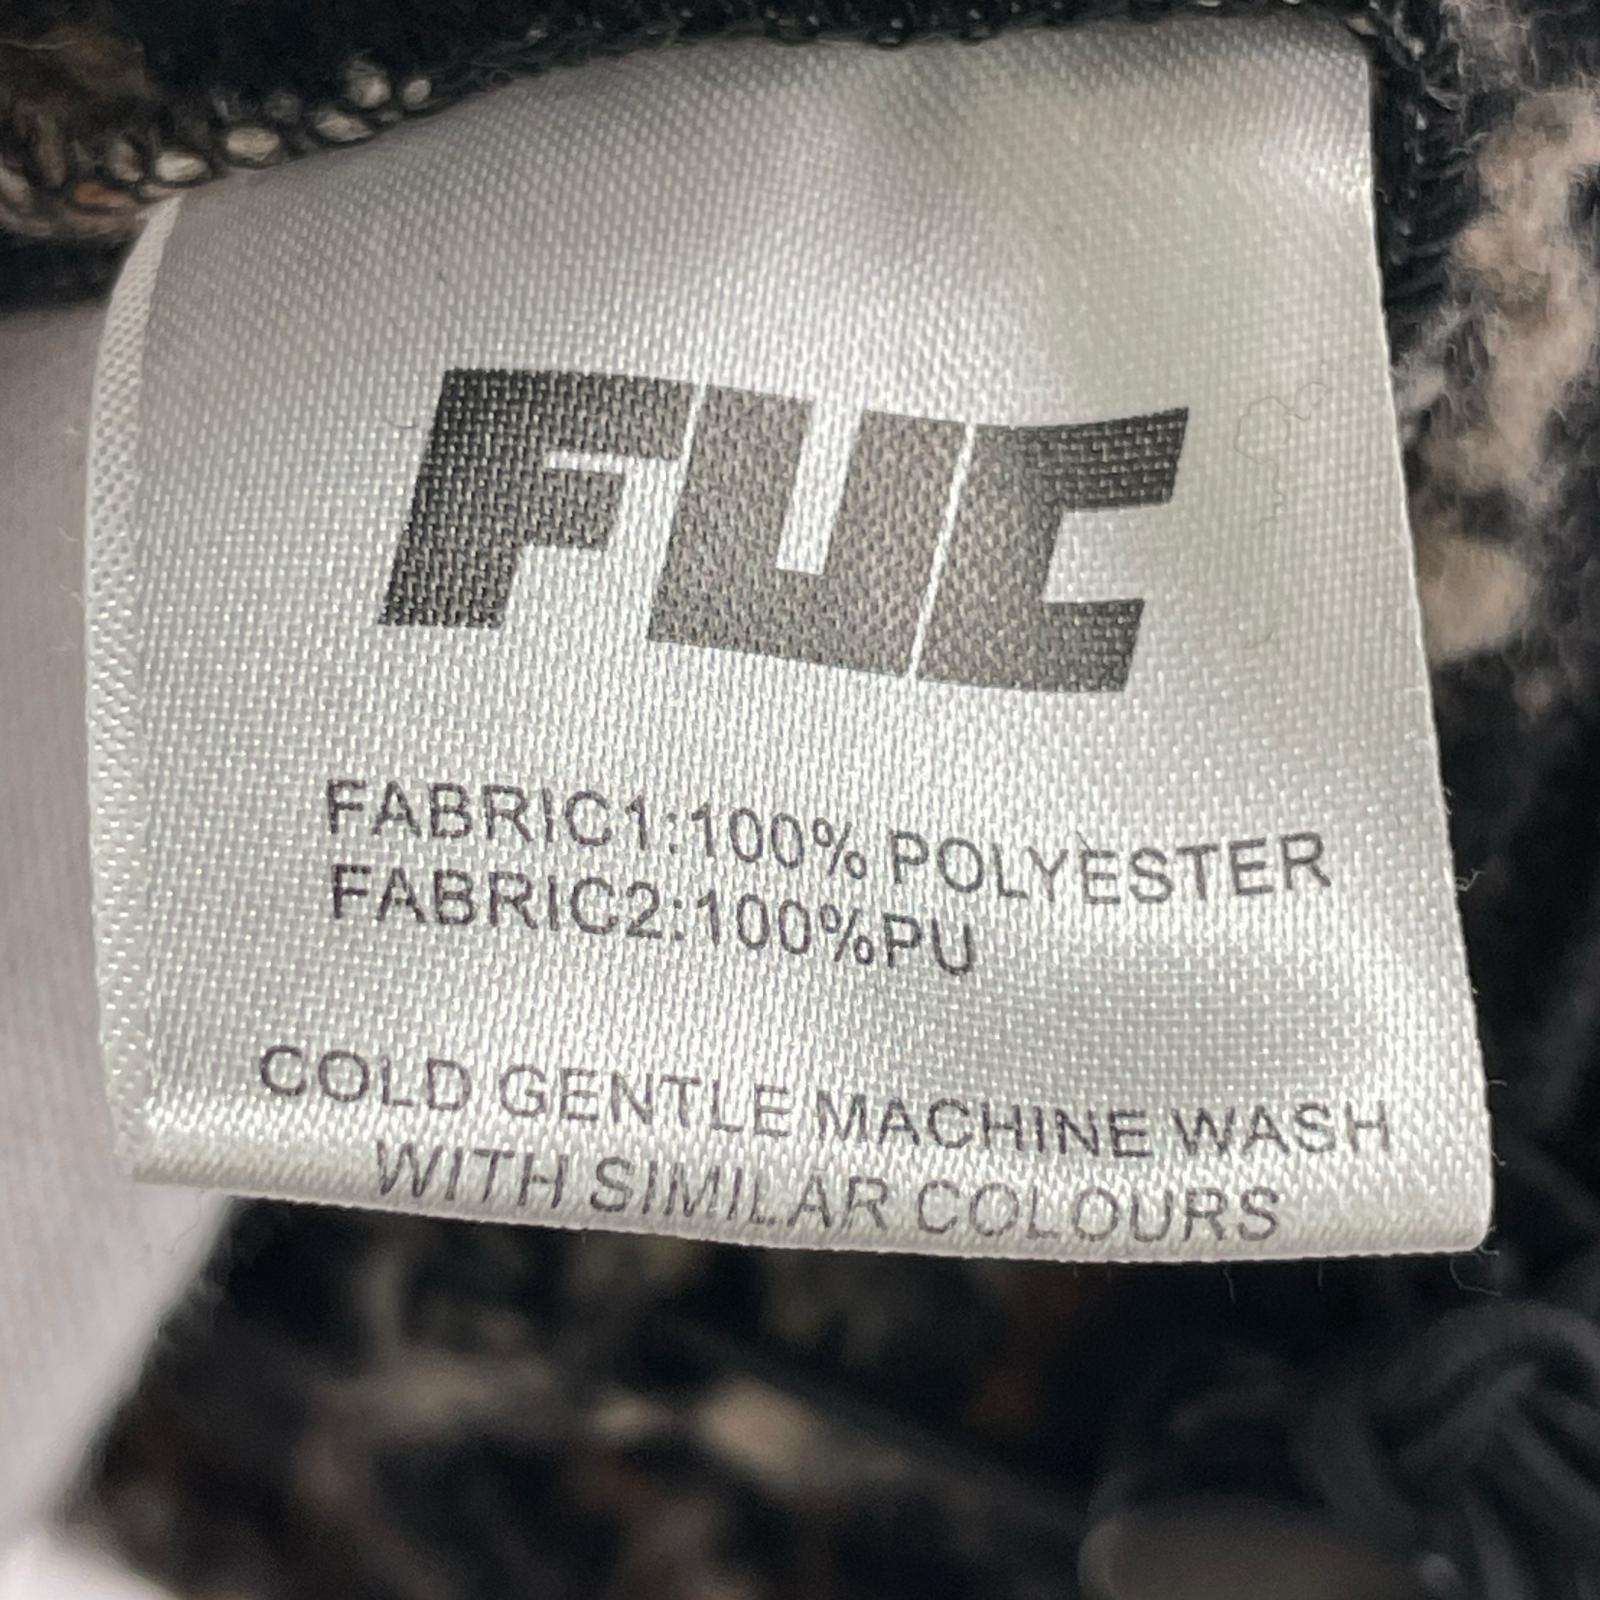 FUC
FABRIC1:100% POLYESTER
FABRIC2:100%PU
COLD GENTLE MACHINE WASH
WITH SIMILAR COLOURS